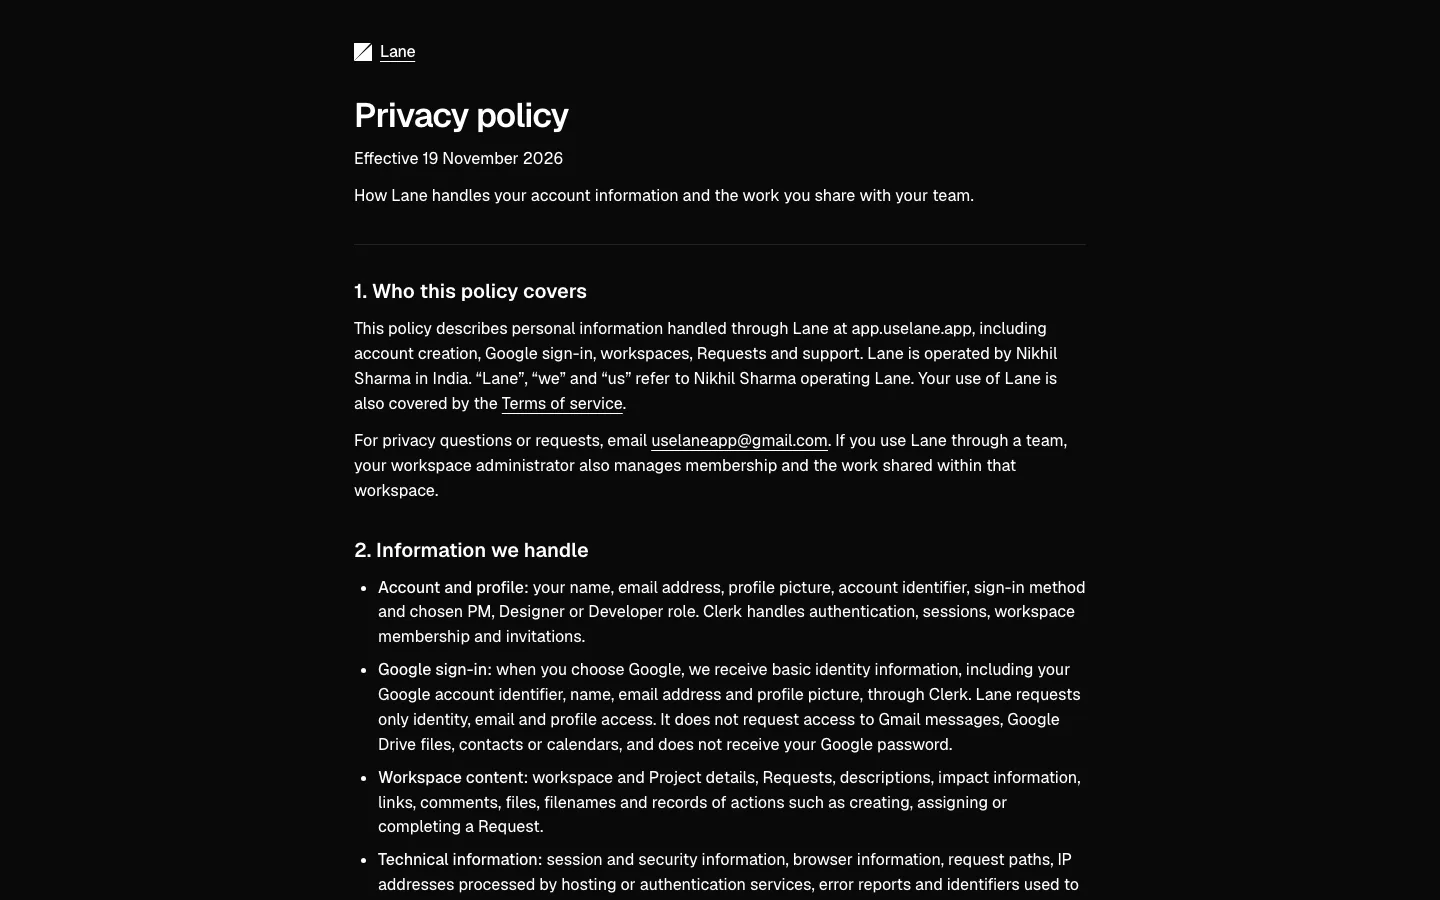 Lane
Privacy policy
Effective 19 November 2026
How Lane handles your account information and the work you share with your team.
1. Who this policy covers
This policy describes personal information handled through Lane at app.uselane.app, including
account creation, Google sign-in, workspaces, Requests and support. Lane is operated by Nikhil
Sharma in India. “Lane”, “we” and “us” refer to Nikhil Sharma operating Lane. Your use of Lane is
also covered by the Terms of service.
For privacy questions or requests, email uselaneapp@gmail.com. If you use Lane through a team,
your workspace administrator also manages membership and the work shared within that
workspace.
2. Information we handle
• Account and profile: your name, email address, profile picture, account identifier, sign-in method
and chosen PM, Designer or Developer role. Clerk handles authentication, sessions, workspace
membership and invitations.
• Google sign-in: when you choose Google, we receive basic identity information, including your
Google account identifier, name, email address and profile picture, through Clerk. Lane requests
only identity, email and profile access. It does not request access to Gmail messages, Google
Drive files, contacts or calendars, and does not receive your Google password.
• Workspace content: workspace and Project details, Requests, descriptions, impact information,
links, comments, files, filenames and records of actions such as creating, assigning or
completing a Request.
• Technical information: session and security information, browser information, request paths, IP
addresses processed by hosting or authentication services, error reports and identifiers used to